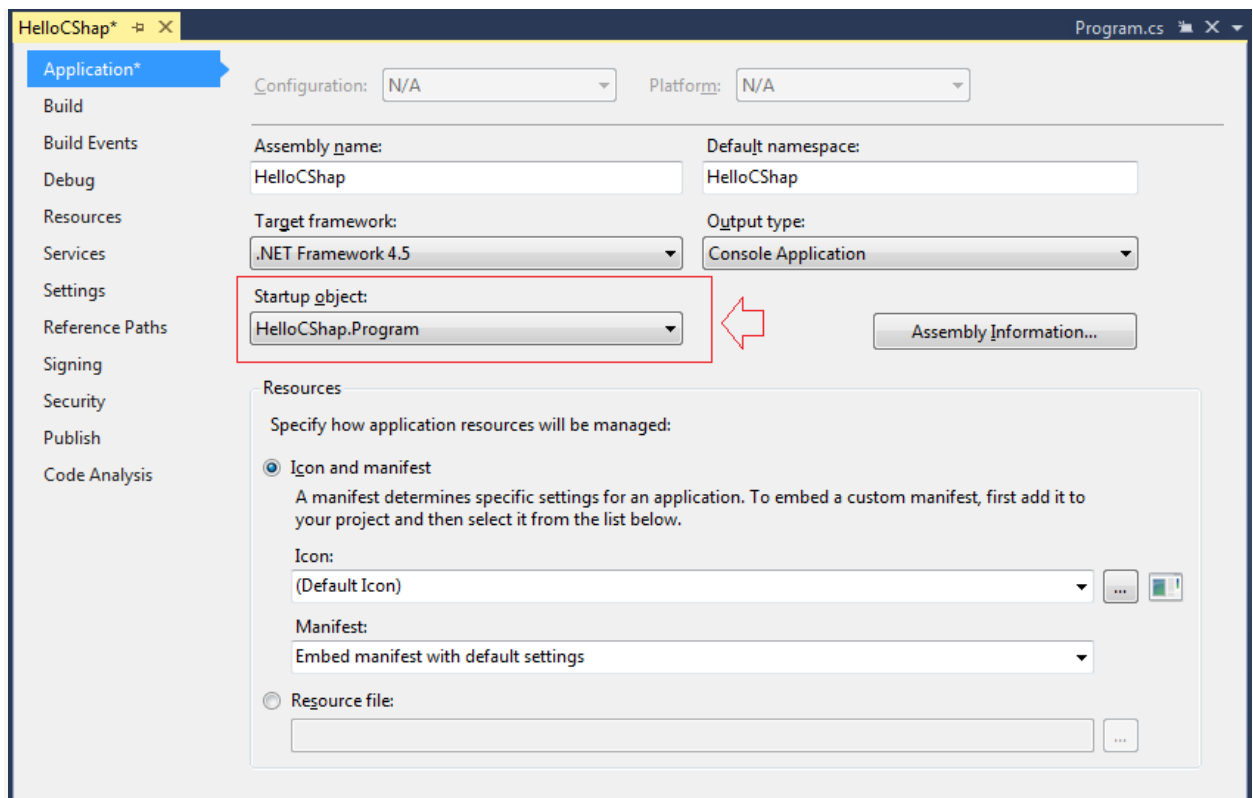 HelloCShap*
Program.cs
Application*
Build
Build Events
Debug
Resources
Services
Settings
Reference Paths
Signing
Security
Publish
Code Analysis
Configuration: N/A Platform: N/A
Assembly name: Default namespace:
HelloCShap HelloCShap
Target framework: Output type:
.NET Framework 4.5 Console Application
Startup object:
HelloCShap.Program
Assembly Information...
Resources
Specify how application resources will be managed:
Icon and manifest
A manifest determines specific settings for an application. To embed a custom manifest, first add it to
your project and then select it from the list below.
Icon:
(Default Icon)
...
Manifest:
Embed manifest with default settings
Resource file:
...